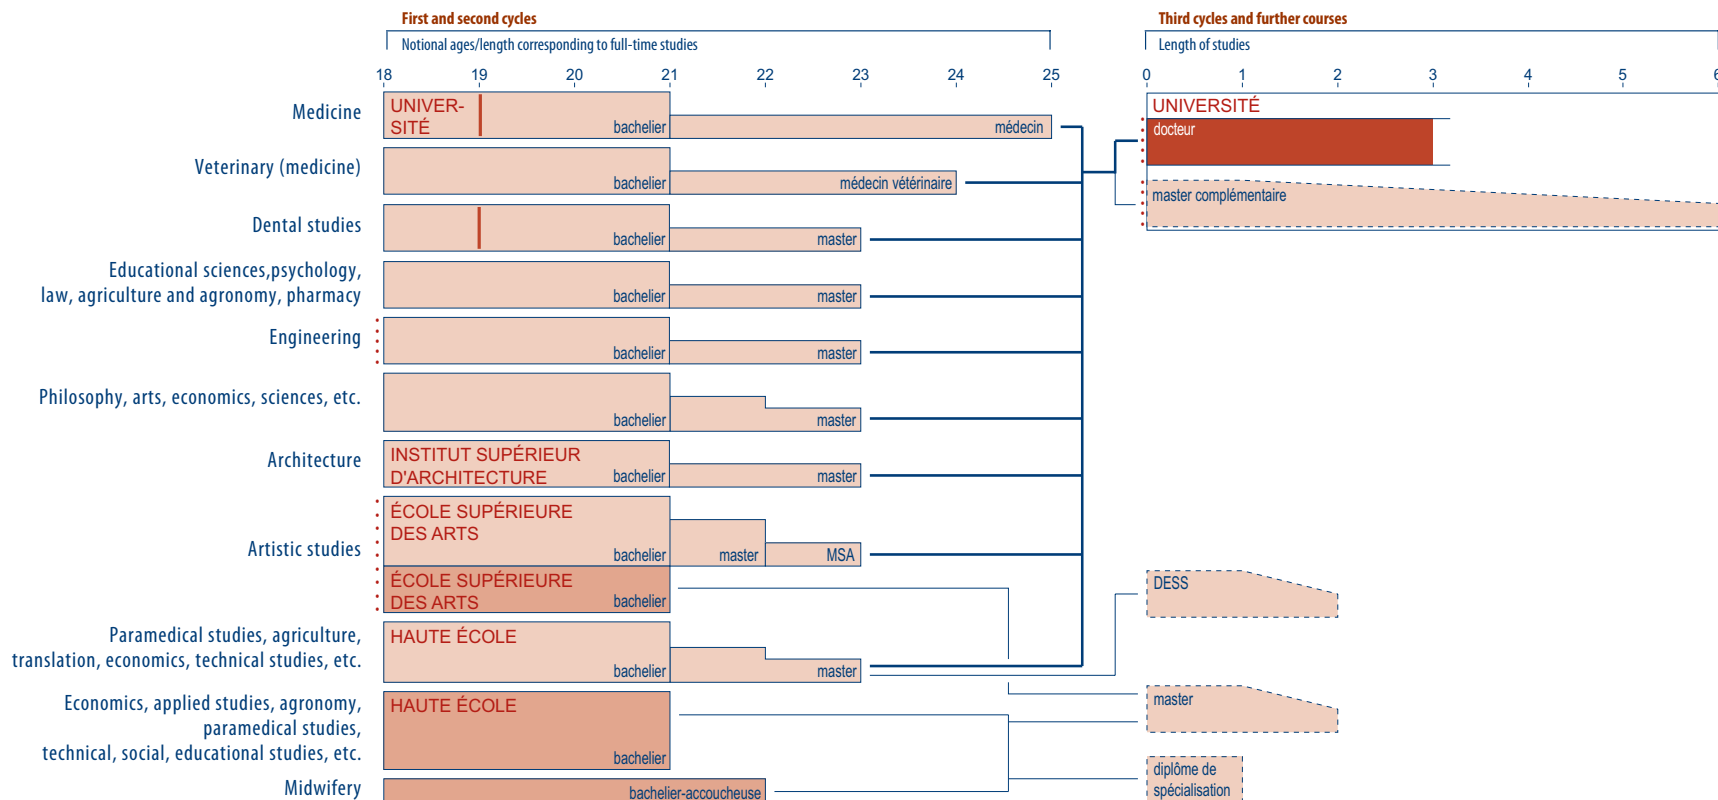 First and second cycles
Third cycles and further courses
Notional ages/length corresponding to full-time studies
Length of studies
18 19 20 21 22 23 24 25
0 1 2 3 4 5 6
Medicine
UNIVER-
SITÉ
bachelier
médecin
UNIVERSITÉ
docteur
Veterinary (medicine)
bachelier
médecin vétérinaire
master complémentaire
Dental studies
bachelier
master
Educational sciences,psychology,
law, agriculture and agronomy, pharmacy
bachelier
master
Engineering
bachelier
master
Philosophy, arts, economics, sciences, etc.
bachelier
master
Architecture
INSTITUT SUPÉRIEUR
D'ARCHITECTURE
bachelier
master
Artistic studies
ÉCOLE SUPÉRIEURE
DES ARTS
bachelier
master
MSA
ÉCOLE SUPÉRIEURE
DES ARTS
bachelier
DESS
Paramedical studies, agriculture,
translation, economics, technical studies, etc.
HAUTE ÉCOLE
bachelier
master
Economics, applied studies, agronomy,
paramedical studies,
technical, social, educational studies, etc.
HAUTE ÉCOLE
bachelier
master
Midwifery
bachelier-accoucheuse
diplôme de
spécialisation